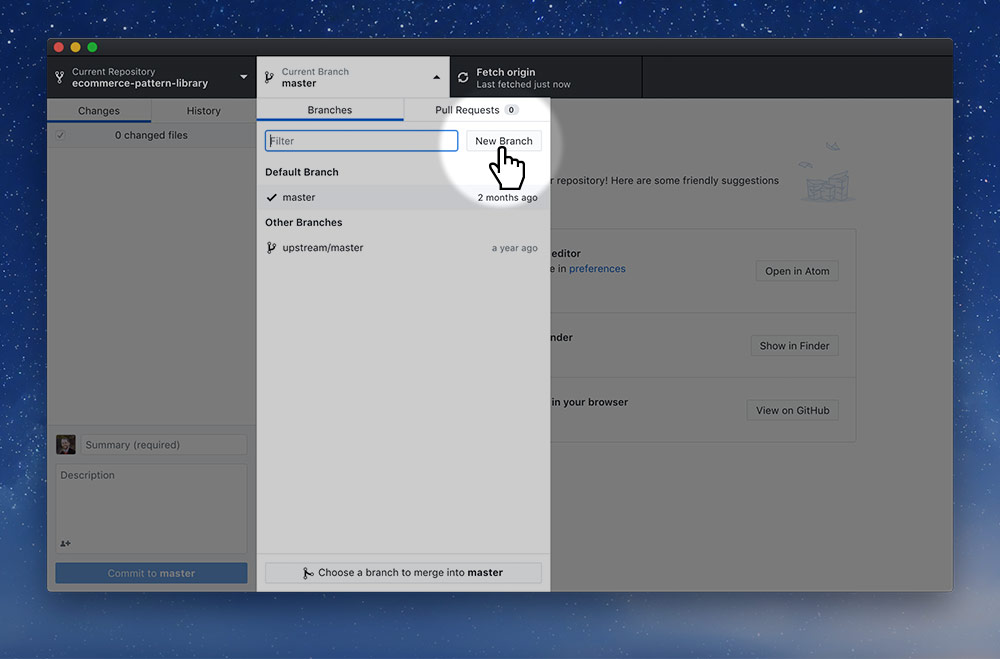 Current Repository
ecommerce-pattern-library
Current Branch
master
Fetch origin
Last fetched just now
Changes
History
0 changed files
Branches
Pull Requests 0
Filter
New Branch
Default Branch
master
2 months ago
Other Branches
upstream/master
a year ago
repository! Here are some friendly suggestions
editor
in preferences
Open in Atom
Show in Finder
in your browser
View on GitHub
Summary (required)
Description
Commit to master
Choose a branch to merge into master